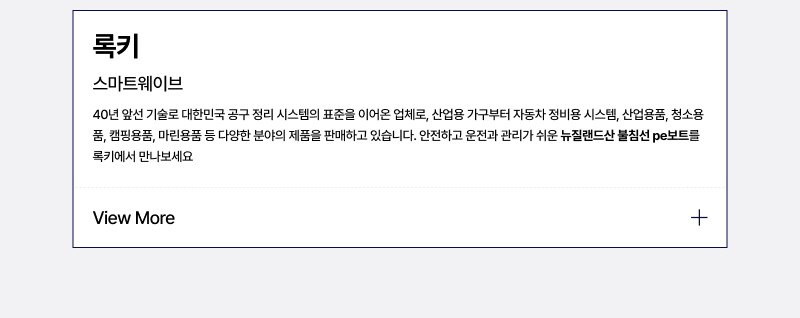 록키
스마트웨이브
40년 앞선 기술로 대한민국 공구 정리 시스템의 표준을 이어온 업체로, 산업용 가구부터 자동차 정비용 시스템, 산업용품, 청소용
품, 캠핑용품, 마린용품 등 다양한 분야의 제품을 판매하고 있습니다. 안전하고 운전과 관리가 쉬운 뉴질랜드산 불침선 pe보트를
록키에서 만나보세요
View More